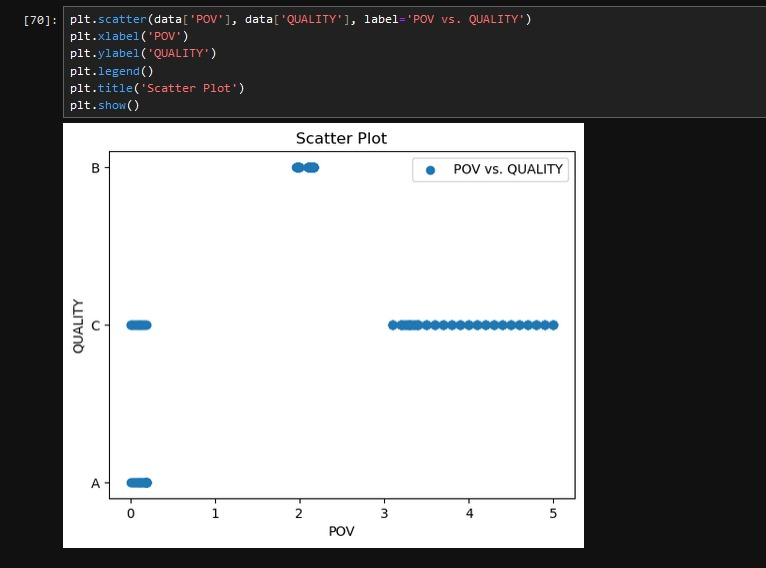 [70]: plt.scatter(data['POV'], data['QUALITY'], label='POV vs. QUALITY')
plt.xlabel('POV')
plt.ylabel('QUALITY')
plt.legend()
plt.title('Scatter Plot')
plt.show()
Scatter Plot
B
POV vs. QUALITY
QUALITY
C
A
0 1 2 3 4 5
POV